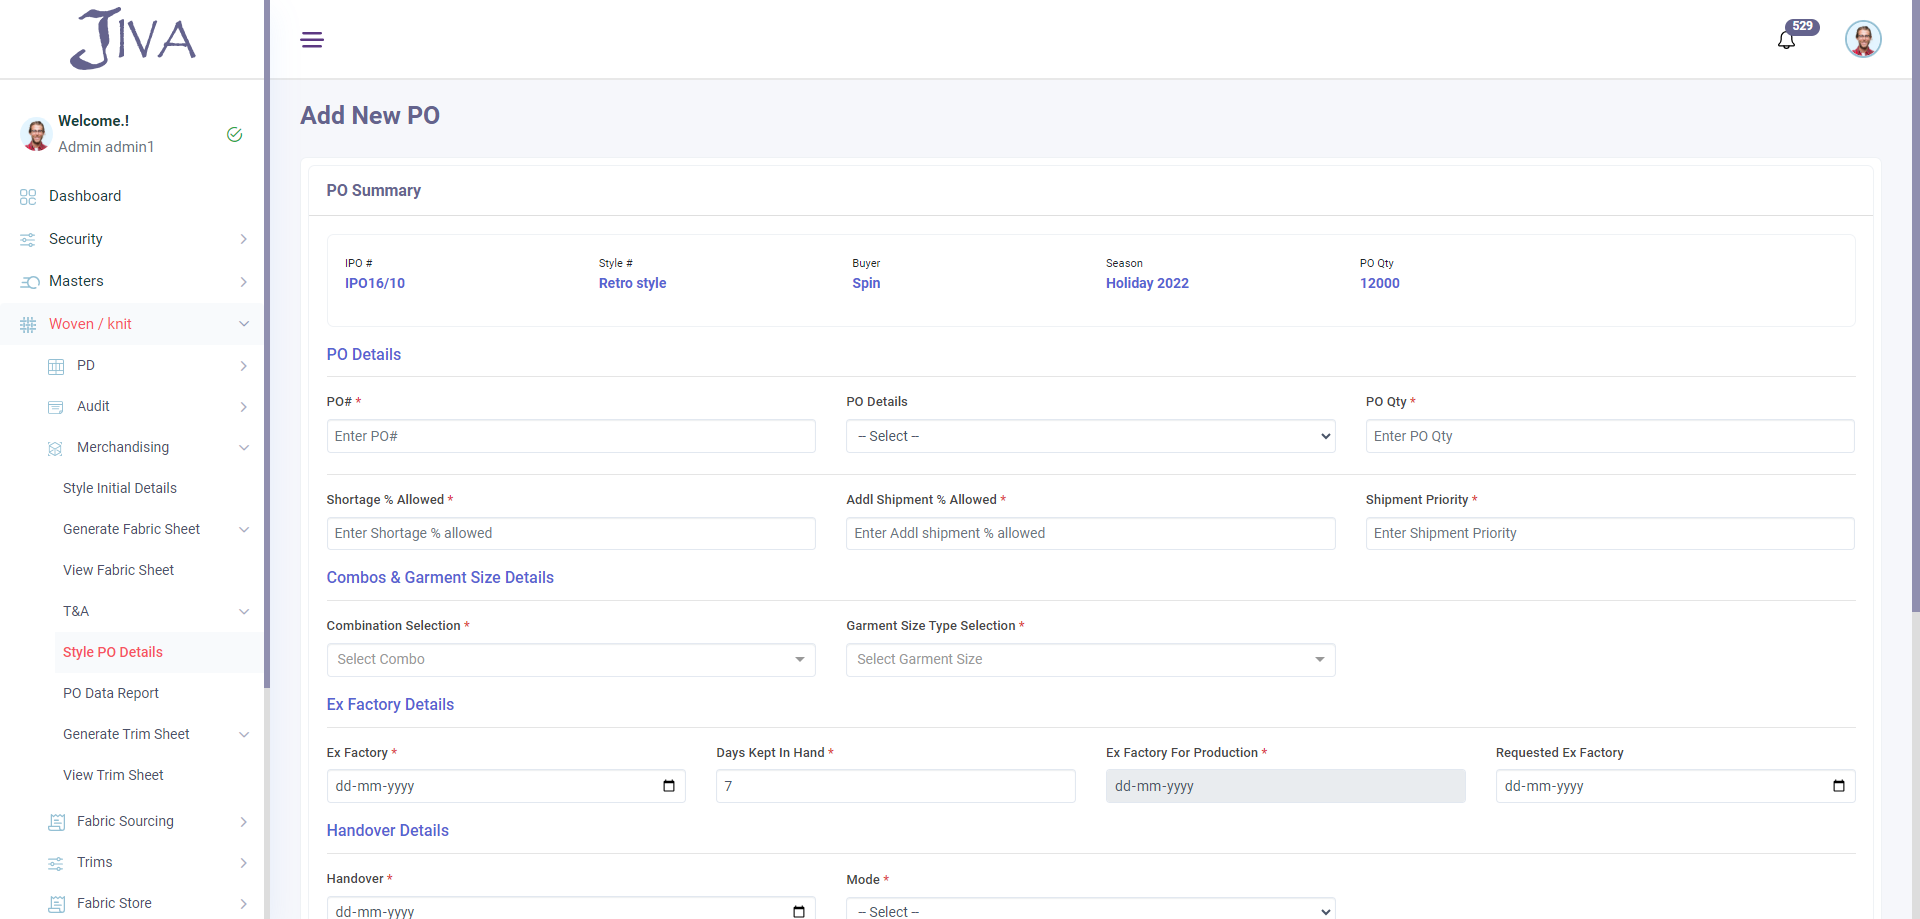 JIVA
529
Welcome.!
Admin admin1
Dashboard
Security
Masters
Woven / knit
PD
Audit
Merchandising
Style Initial Details
Generate Fabric Sheet
View Fabric Sheet
T&A
Style PO Details
PO Data Report
Generate Trim Sheet
View Trim Sheet
Fabric Sourcing
Trims
Fabric Store
Add New PO
PO Summary
IPO # Style # Buyer Season PO Qty
IPO16/10 Retro style Spin Holiday 2022 12000
PO Details
PO# * PO Details PO Qty *
Enter PO# -- Select -- Enter PO Qty
Shortage % Allowed * Addl Shipment % Allowed * Shipment Priority *
Enter Shortage % allowed Enter Addl shipment % allowed Enter Shipment Priority
Combos & Garment Size Details
Combination Selection * Garment Size Type Selection *
Select Combo Select Garment Size
Ex Factory Details
Ex Factory * Days Kept In Hand * Ex Factory For Production * Requested Ex Factory
dd-mm-yyyy 7 dd-mm-yyyy dd-mm-yyyy
Handover Details
Handover * Mode *
dd-mm-yyyy -- Select --